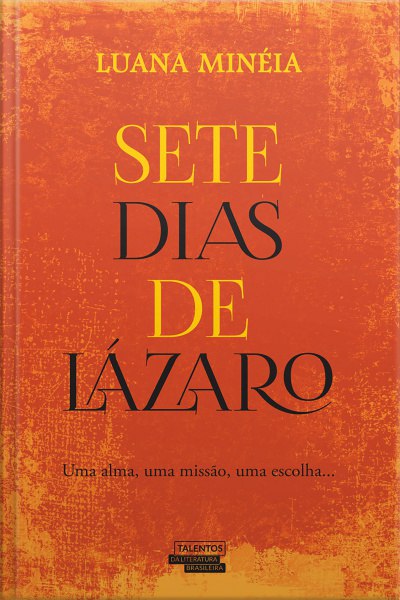 LUANA MINÉIA
SETE
DIAS
DE
LÁZARO
Uma alma, uma missão, uma escolha...
TALENTOS
DA LITERATURA
BRASILEIRA